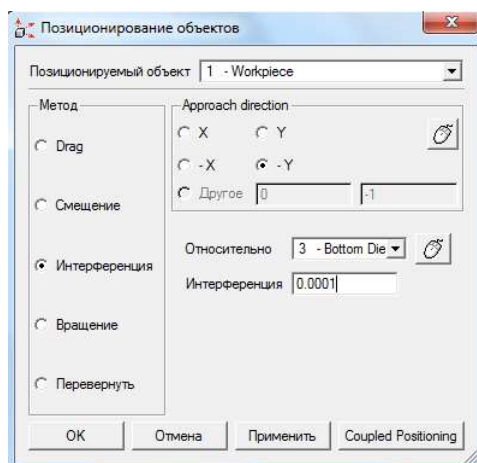 Позиционирование объектов
Позиционируемый объект 1 - Workpiece
Метод
Drag
Смещение
Интерференция
Вращение
Перевернуть
Approach direction
X Y
-X -Y
Другое 0 -1
Относительно 3 - Bottom Die
Интерференция 0.0001
OK Отмена Применить Coupled Positioning